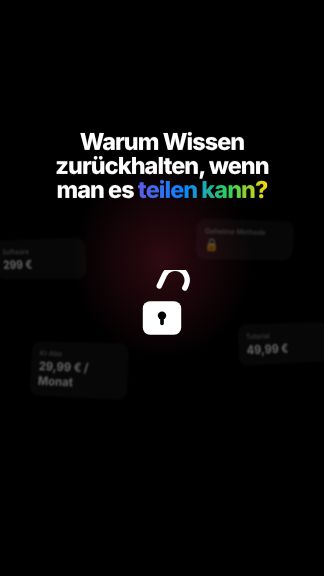 Warum Wissen
zurückhalten, wenn
man es teilen kann?
Geheime Methode
Software
299 €
Tutorial
49,99 €
KI-Abo
29,99 € /
Monat